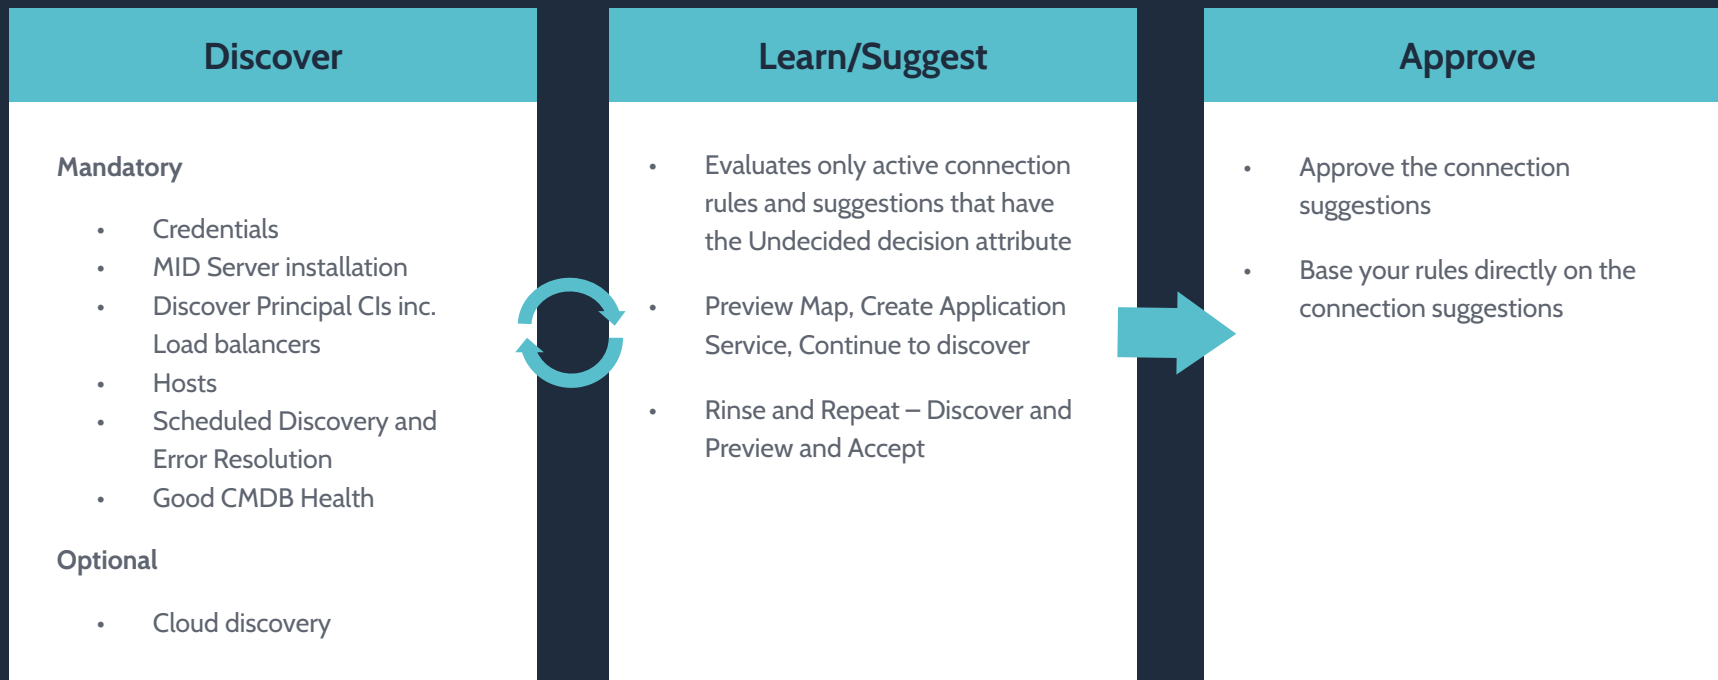 Discover
Mandatory
• Credentials
• MID Server installation
• Discover Principal CIs inc.
Load balancers
• Hosts
• Scheduled Discovery and
Error Resolution
• Good CMDB Health
Optional
• Cloud discovery
Learn/Suggest
• Evaluates only active connection
rules and suggestions that have
the Undecided decision attribute
• Preview Map, Create Application
Service, Continue to discover
• Rinse and Repeat – Discover and
Preview and Accept
Approve
• Approve the connection
suggestions
• Base your rules directly on the
connection suggestions